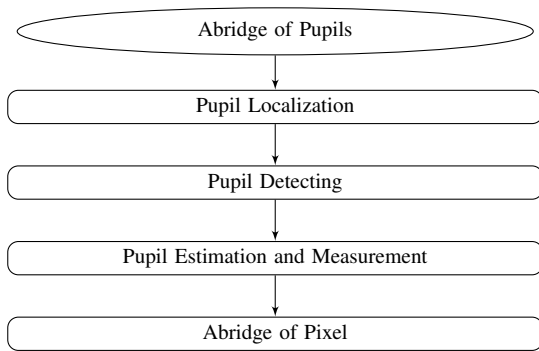 Abridge of Pupils
Pupil Localization
Pupil Detecting
Pupil Estimation and Measurement
Abridge of Pixel